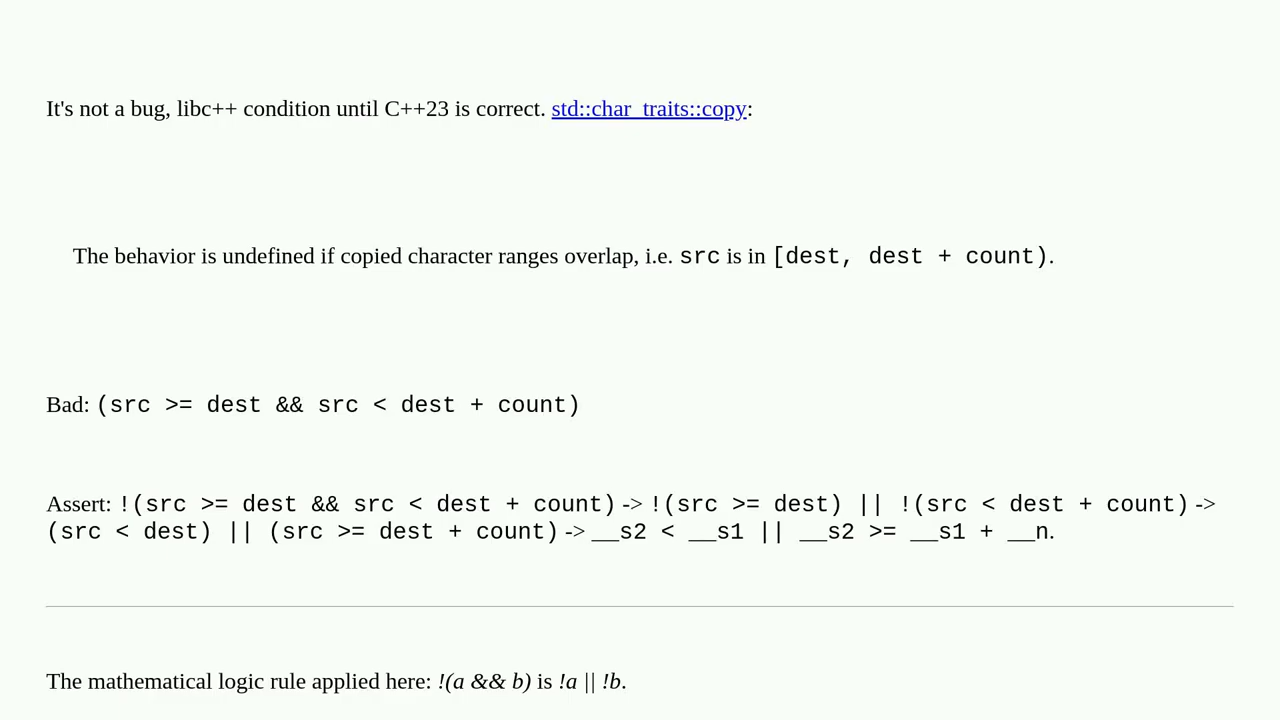 It's not a bug, libc++ condition until C++23 is correct. std::char_traits::copy:
The behavior is undefined if copied character ranges overlap, i.e. src is in [dest, dest + count).
Bad: (src >= dest && src < dest + count)
Assert: !(src >= dest && src < dest + count) -> !(src >= dest) || !(src < dest + count) ->
(src < dest) || (src >= dest + count) -> __s2 < __s1 || __s2 >= __s1 + __n.
The mathematical logic rule applied here: !(a && b) is !a || !b.